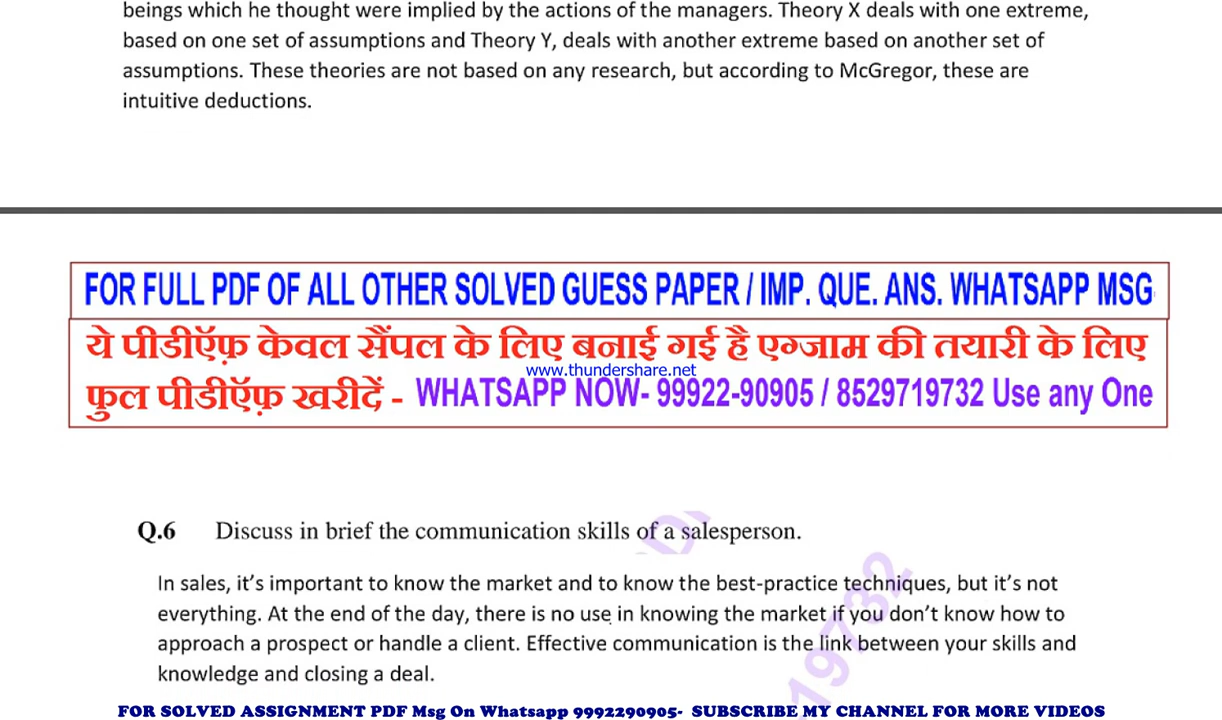 beings which he thought were implied by the actions of the managers. Theory X deals with one extreme,
based on one set of assumptions and Theory Y, deals with another extreme based on another set of
assumptions. These theories are not based on any research, but according to McGregor, these are
intuitive deductions.
FOR FULL PDF OF ALL OTHER SOLVED GUESS PAPER / IMP. QUE. ANS. WHATSAPP MSG
ये पीडीऍफ़ केवल सैंपल के लिए बनाई गई है एग्जाम की तयारी के लिए
www.thundershare.net
फुल पीडीऍफ़ खरीदें - WHATSAPP NOW- 99922-90905 / 8529719732 Use any One
Q.6 Discuss in brief the communication skills of a salesperson.
In sales, it’s important to know the market and to know the best-practice techniques, but it’s not
everything. At the end of the day, there is no use in knowing the market if you don’t know how to
approach a prospect or handle a client. Effective communication is the link between your skills and
knowledge and closing a deal.
19732
FOR SOLVED ASSIGNMENT PDF Msg On Whatsapp 9992290905- SUBSCRIBE MY CHANNEL FOR MORE VIDEOS